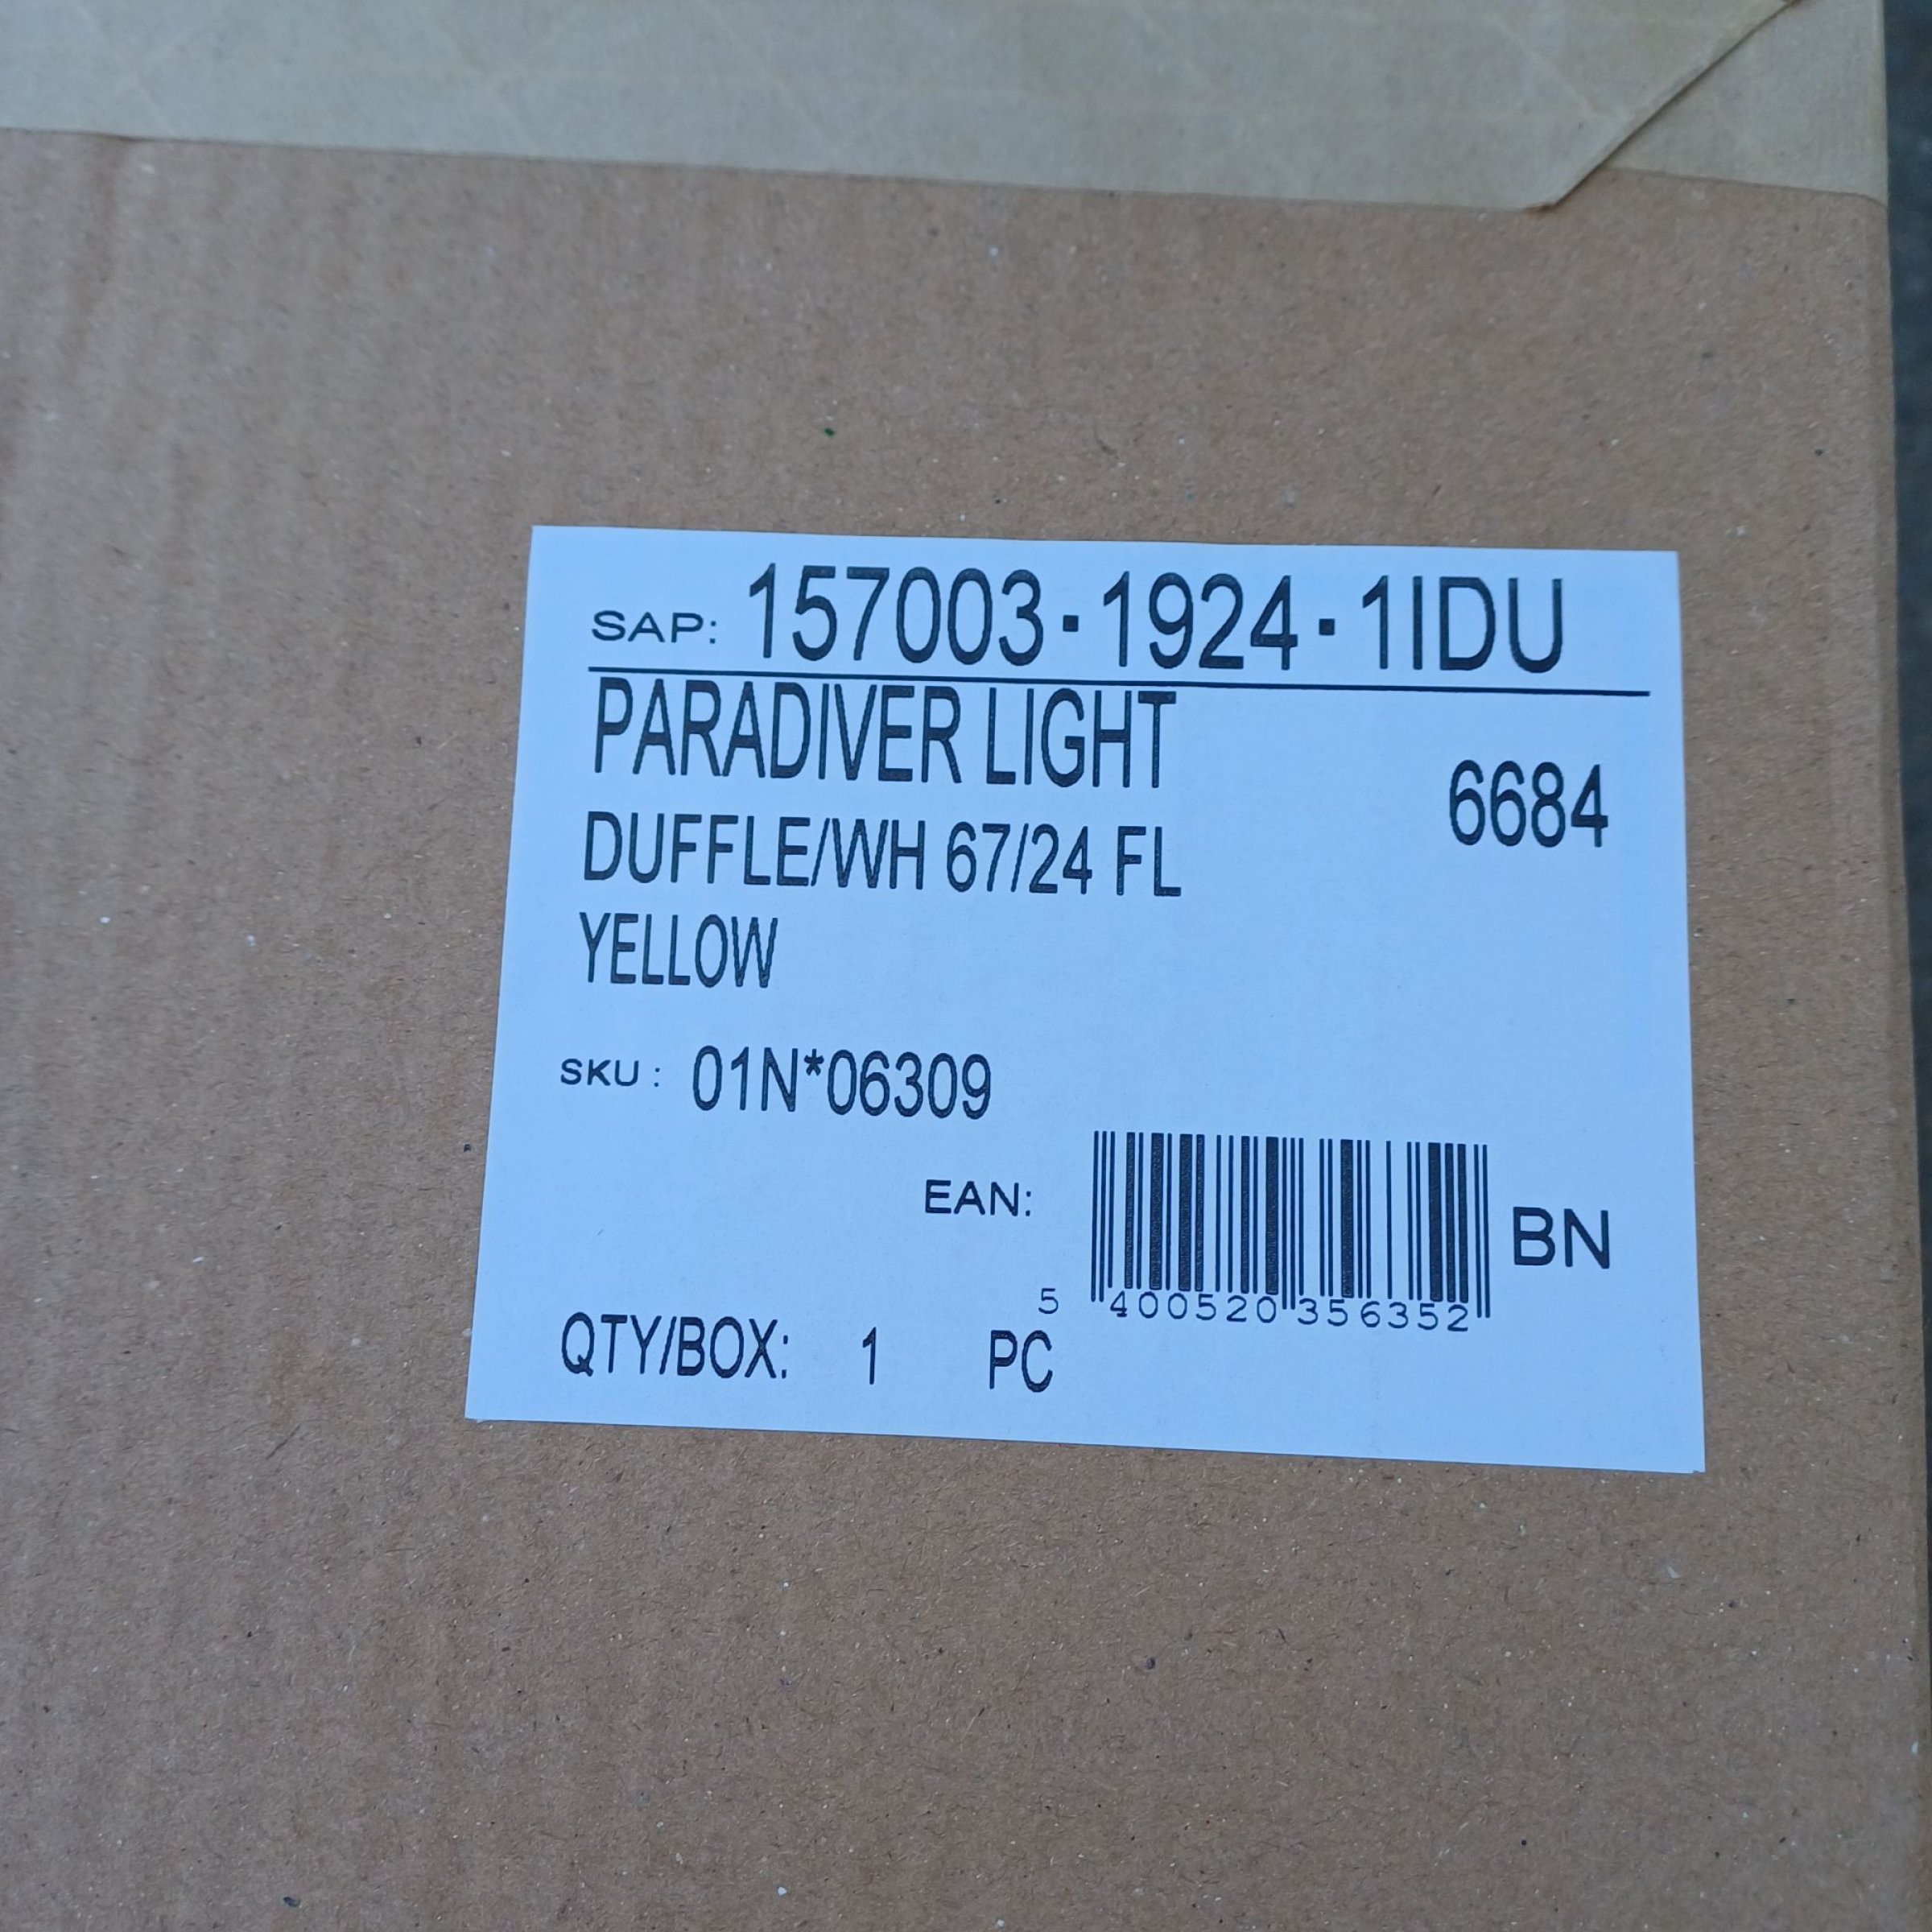 SAP: 157003·1924·1IDU
PARADIVER LIGHT
6684
DUFFLE/WH 67/24 FL
YELLOW
SKU: 01N*06309
EAN:
BN
5 400520 356352
QTY/BOX: 1 PC